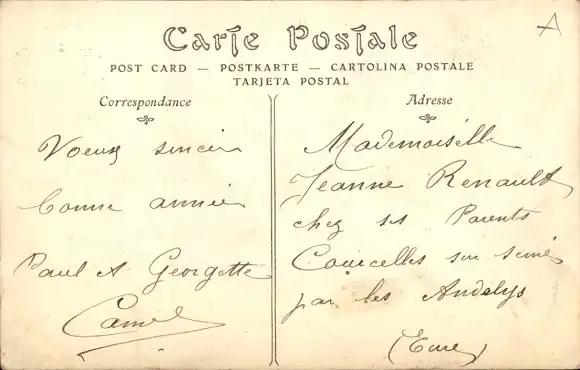 A
Carte Postale
POST CARD — POSTKARTE — CARTOLINA POSTALE
TARJETA POSTAL
Correspondance
Voeux sincères
bonne année
Paul et Georgette
Adresse
Mademoiselle
Jeanne Renault
chez ses Parents
Courcelles sur seine
par les Andelys
(Eure)